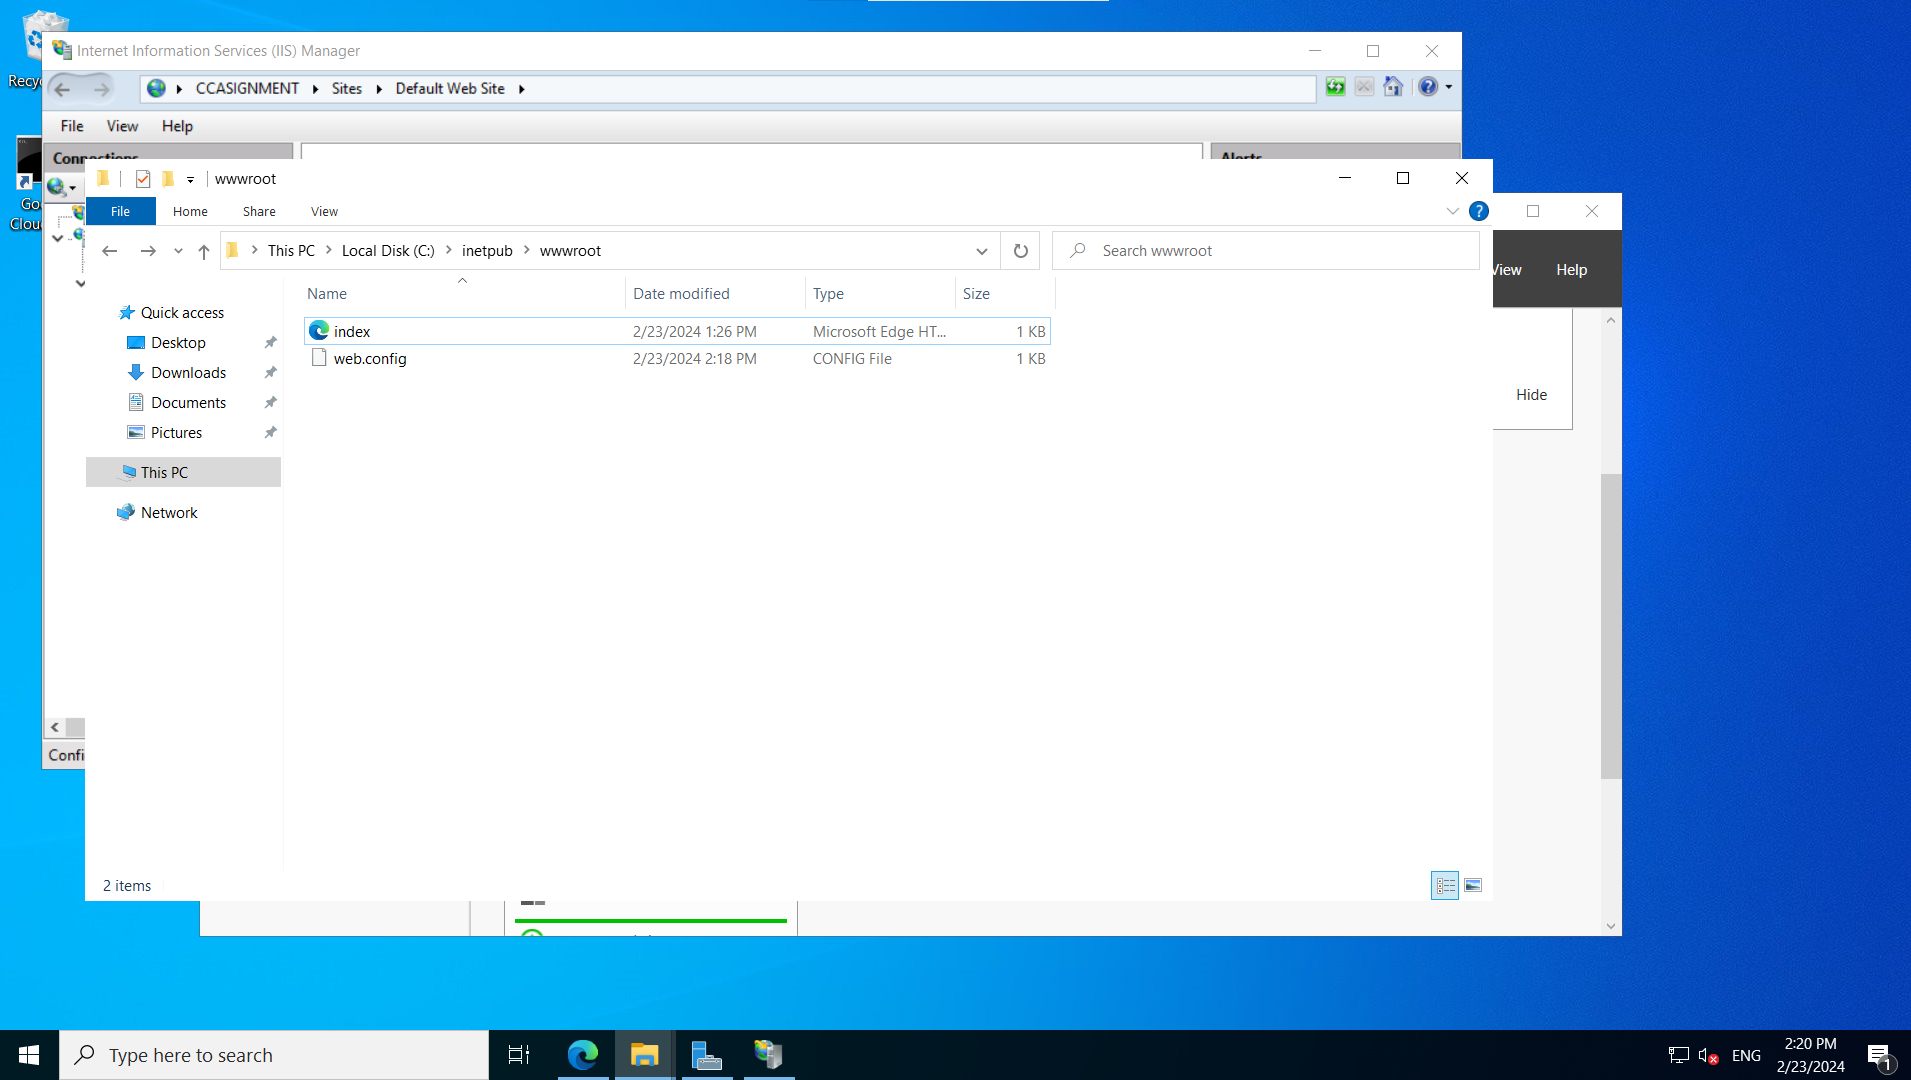 Internet Information Services (IIS) Manager
CCASIGNMENT Sites Default Web Site
File View Help
wwwroot
File Home Share View
This PC Local Disk (C:) inetpub wwwroot
Search wwwroot
View Help
Name Date modified Type Size
index 2/23/2024 1:26 PM Microsoft Edge HT... 1 KB
web.config 2/23/2024 2:18 PM CONFIG File 1 KB
Quick access
Desktop
Downloads
Documents
Pictures
This PC
Network
Hide
Confi
2 items
Type here to search
ENG
2:20 PM
2/23/2024
1